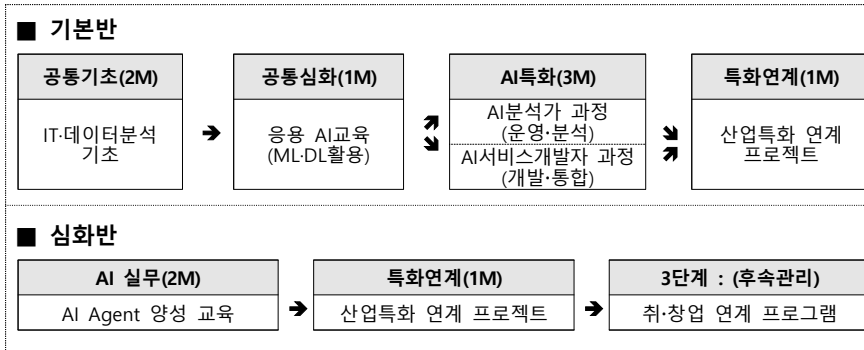 ■ 기본반
공통기초(2M)
IT·데이터분석
기초
➔
공통심화(1M)
응용 AI교육
(ML·DL활용)
AI특화(3M)
AI분석가 과정
(운영·분석)
AI서비스개발자 과정
(개발·통합)
특화연계(1M)
산업특화 연계
프로젝트
■ 심화반
AI 실무(2M)
AI Agent 양성 교육
➔
특화연계(1M)
산업특화 연계 프로젝트
➔
3단계 : (후속관리)
취·창업 연계 프로그램